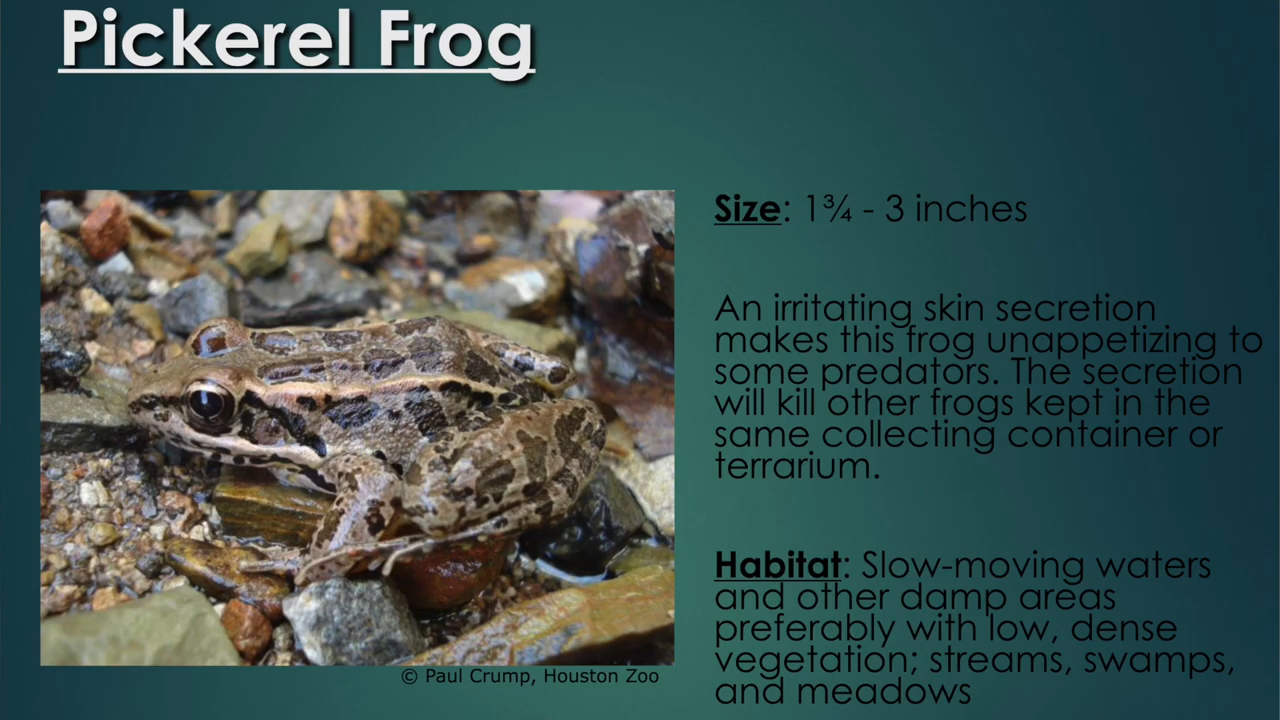 Pickerel Frog
Size: 1¾ - 3 inches
An irritating skin secretion
makes this frog unappetizing to
some predators. The secretion
will kill other frogs kept in the
same collecting container or
terrarium.
Habitat: Slow-moving waters
and other damp areas
preferably with low, dense
vegetation; streams, swamps,
and meadows
© Paul Crump, Houston Zoo